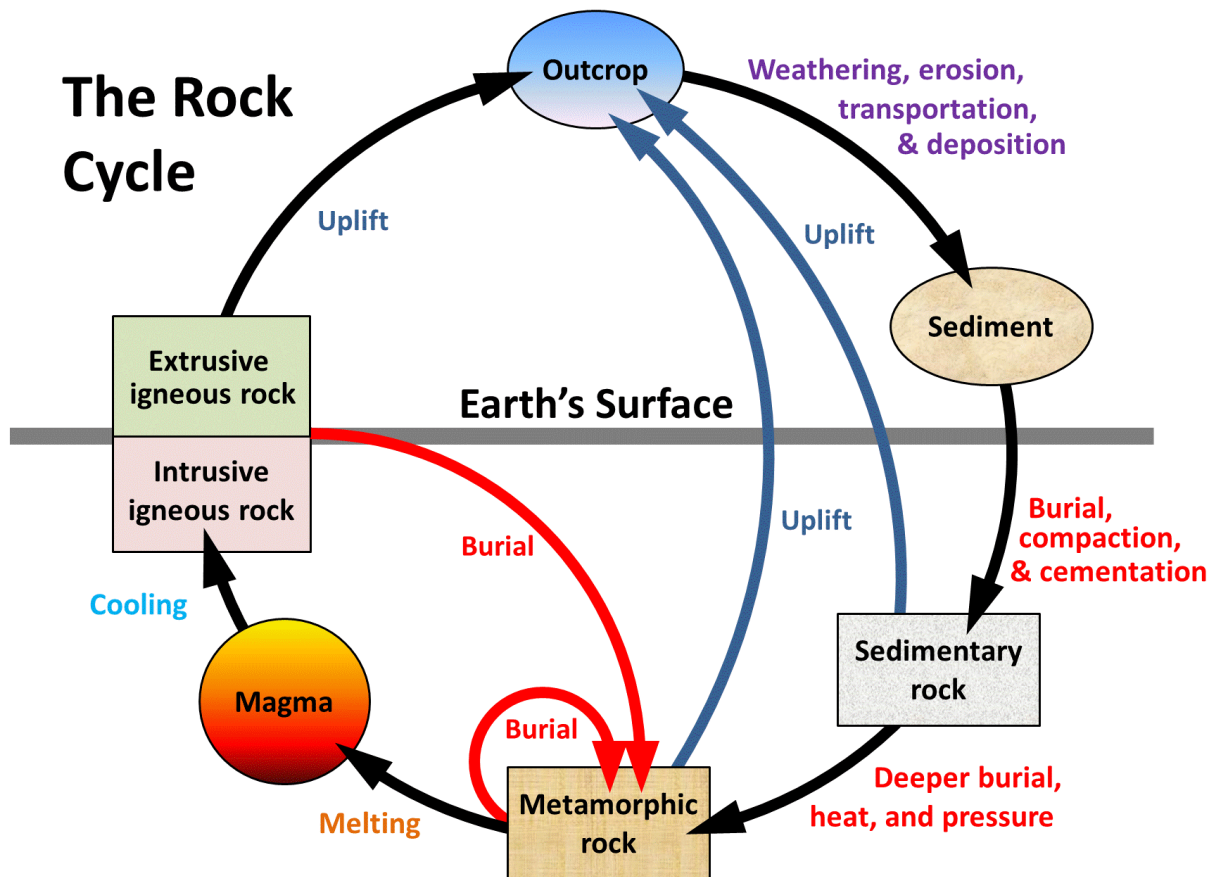 The Rock
Cycle
Outcrop
Weathering, erosion,
transportation,
& deposition
Uplift
Uplift
Sediment
Extrusive
igneous rock
Earth's Surface
Intrusive
igneous rock
Burial
Uplift
Burial,
compaction,
& cementation
Cooling
Sedimentary
rock
Magma
Burial
Deeper burial,
heat, and pressure
Melting
Metamorphic
rock